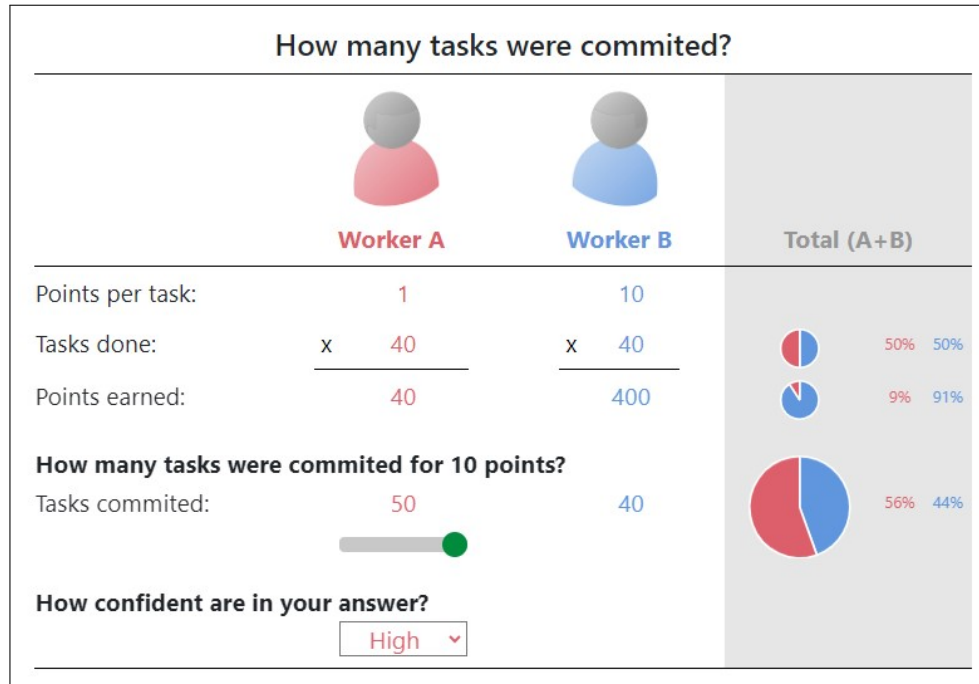 How many tasks were commited?
Worker A Worker B Total (A+B)
Points per task: 1 10
Tasks done: x 40 x 40 50% 50%
Points earned: 40 400 9% 91%
How many tasks were commited for 10 points?
Tasks commited: 50 40 56% 44%
How confident are in your answer?
High